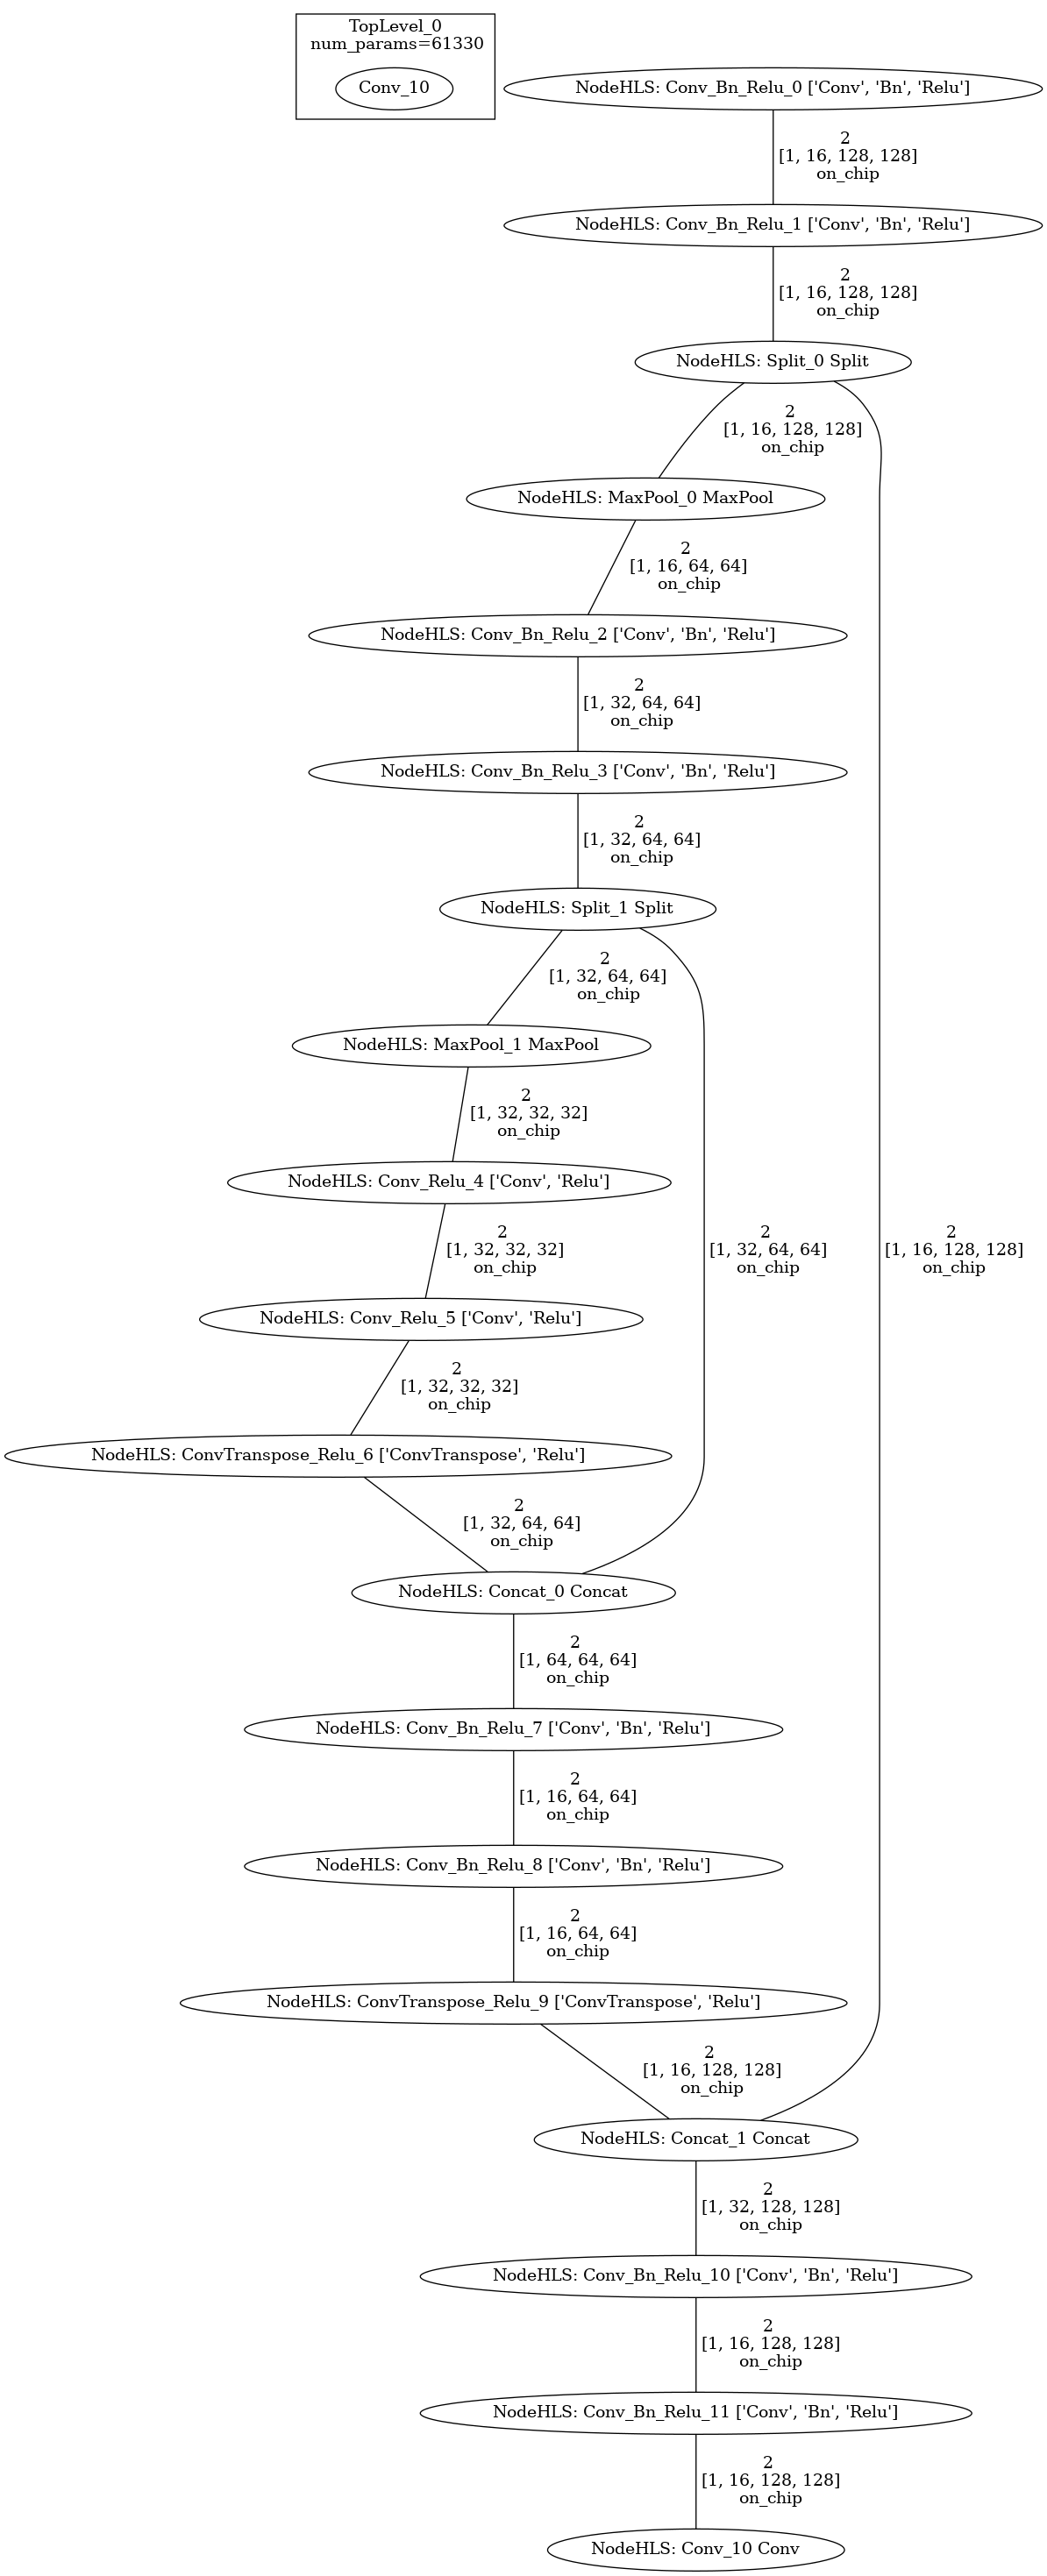 TopLevel_0
num_params=61330
Conv_10
NodeHLS: Conv_Bn_Relu_0 ['Conv', 'Bn', 'Relu']
2
[1, 16, 128, 128]
on_chip
NodeHLS: Conv_Bn_Relu_1 ['Conv', 'Bn', 'Relu']
2
[1, 16, 128, 128]
on_chip
NodeHLS: Split_0 Split
2
[1, 16, 128, 128]
on_chip
NodeHLS: MaxPool_0 MaxPool
2
[1, 16, 64, 64]
on_chip
NodeHLS: Conv_Bn_Relu_2 ['Conv', 'Bn', 'Relu']
2
[1, 32, 64, 64]
on_chip
NodeHLS: Conv_Bn_Relu_3 ['Conv', 'Bn', 'Relu']
2
[1, 32, 64, 64]
on_chip
NodeHLS: Split_1 Split
2
[1, 32, 64, 64]
on_chip
NodeHLS: MaxPool_1 MaxPool
2
[1, 32, 32, 32]
on_chip
NodeHLS: Conv_Relu_4 ['Conv', 'Relu']
2
[1, 32, 32, 32]
on_chip
2
[1, 32, 64, 64]
on_chip
2
[1, 16, 128, 128]
on_chip
NodeHLS: Conv_Relu_5 ['Conv', 'Relu']
2
[1, 32, 32, 32]
on_chip
NodeHLS: ConvTranspose_Relu_6 ['ConvTranspose', 'Relu']
2
[1, 32, 64, 64]
on_chip
NodeHLS: Concat_0 Concat
2
[1, 64, 64, 64]
on_chip
NodeHLS: Conv_Bn_Relu_7 ['Conv', 'Bn', 'Relu']
2
[1, 16, 64, 64]
on_chip
NodeHLS: Conv_Bn_Relu_8 ['Conv', 'Bn', 'Relu']
2
[1, 16, 64, 64]
on_chip
NodeHLS: ConvTranspose_Relu_9 ['ConvTranspose', 'Relu']
2
[1, 16, 128, 128]
on_chip
NodeHLS: Concat_1 Concat
2
[1, 32, 128, 128]
on_chip
NodeHLS: Conv_Bn_Relu_10 ['Conv', 'Bn', 'Relu']
2
[1, 16, 128, 128]
on_chip
NodeHLS: Conv_Bn_Relu_11 ['Conv', 'Bn', 'Relu']
2
[1, 16, 128, 128]
on_chip
NodeHLS: Conv_10 Conv